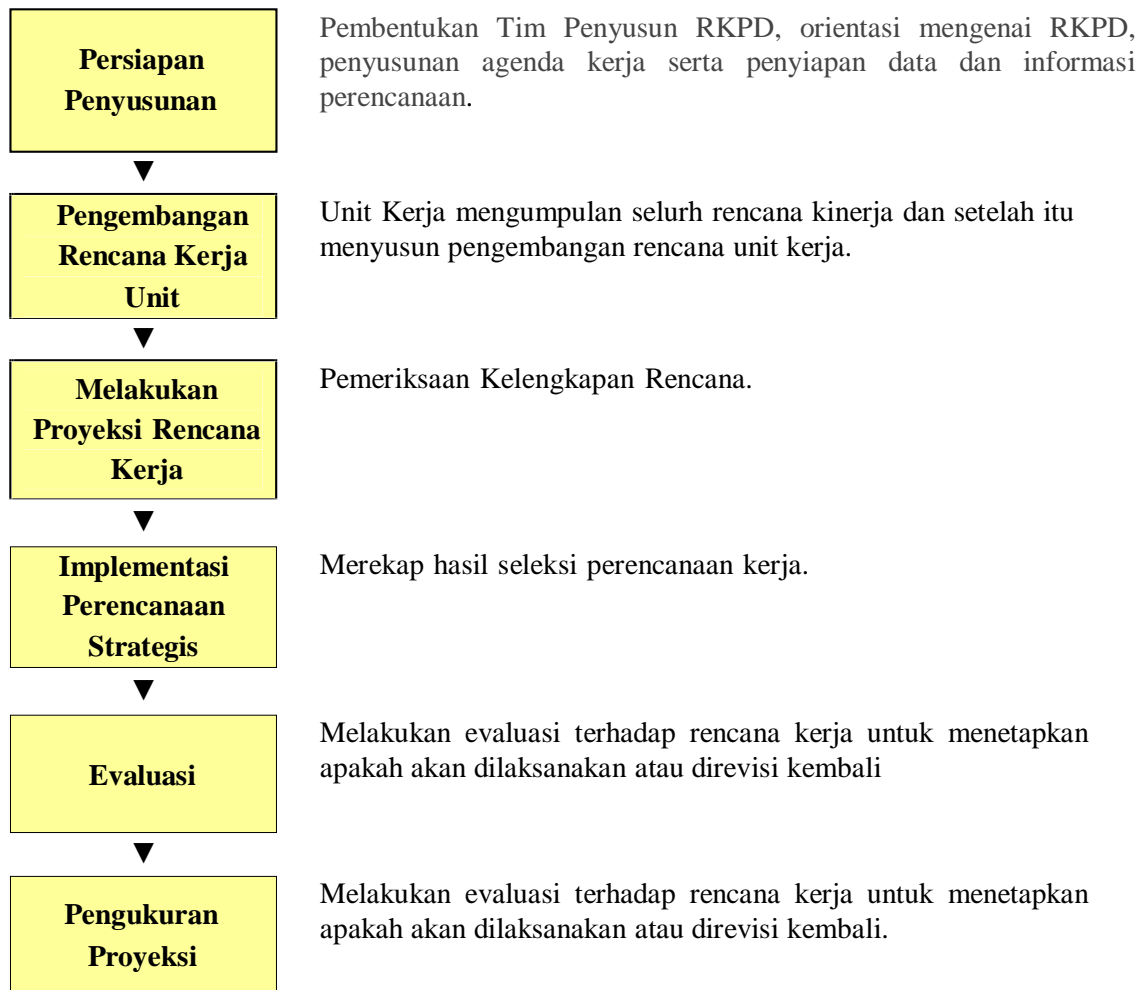 Persiapan
Penyusunan
Pembentukan Tim Penyusun RKPD, orientasi mengenai RKPD,
penyusunan agenda kerja serta penyiapan data dan informasi
perencanaan.
▼
Pengembangan
Rencana Kerja
Unit
Unit Kerja mengumpulan selurh rencana kinerja dan setelah itu
menyusun pengembangan rencana unit kerja.
▼
Melakukan
Proyeksi Rencana
Kerja
Pemeriksaan Kelengkapan Rencana.
▼
Implementasi
Perencanaan
Strategis
Merekap hasil seleksi perencanaan kerja.
▼
Evaluasi
Melakukan evaluasi terhadap rencana kerja untuk menetapkan
apakah akan dilaksanakan atau direvisi kembali
▼
Pengukuran
Proyeksi
Melakukan evaluasi terhadap rencana kerja untuk menetapkan
apakah akan dilaksanakan atau direvisi kembali.